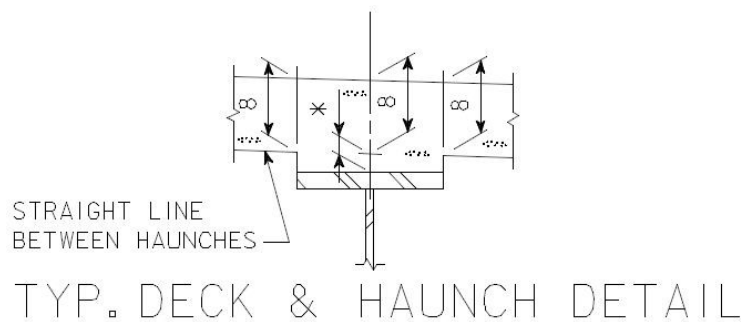 8 * 8 8
STRAIGHT LINE
BETWEEN HAUNCHES
TYP. DECK & HAUNCH DETAIL